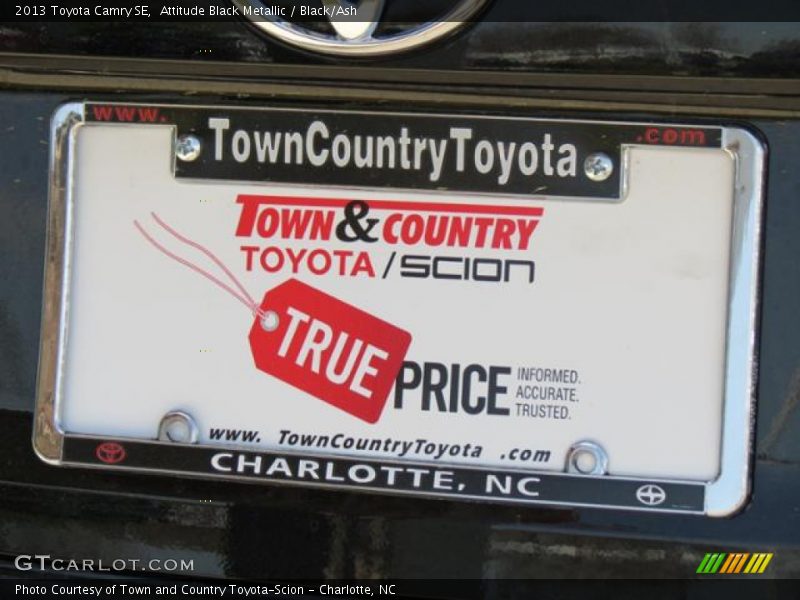 2013 Toyota Camry SE,  Attitude Black Metallic / Black/Ash
www. .com
TownCountryToyota
TOWN & COUNTRY
TOYOTA / SCION
TRUE
PRICE
INFORMED.
ACCURATE.
TRUSTED.
www. TownCountryToyota .com
CHARLOTTE, NC
GTCARLOT.COM
Photo Courtesy of Town and Country Toyota-Scion - Charlotte, NC